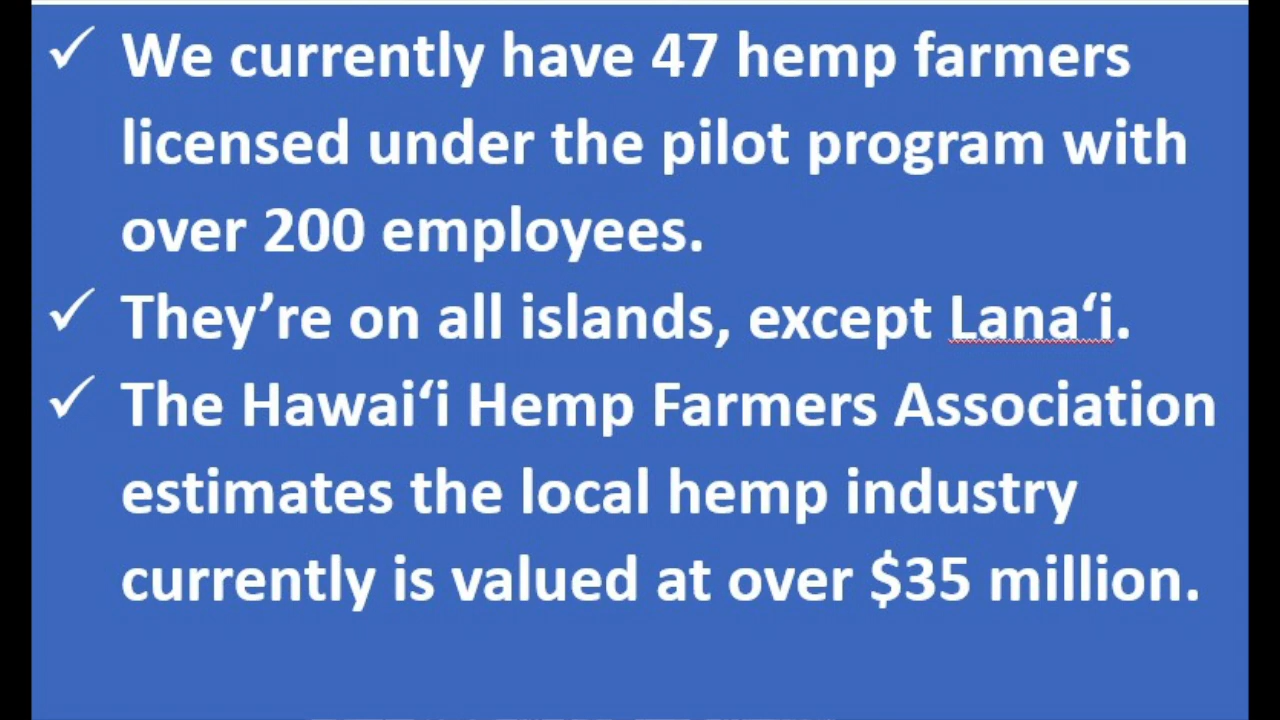 ✓ We currently have 47 hemp farmers
licensed under the pilot program with
over 200 employees.
✓ They’re on all islands, except Lana‘i.
✓ The Hawai‘i Hemp Farmers Association
estimates the local hemp industry
currently is valued at over $35 million.